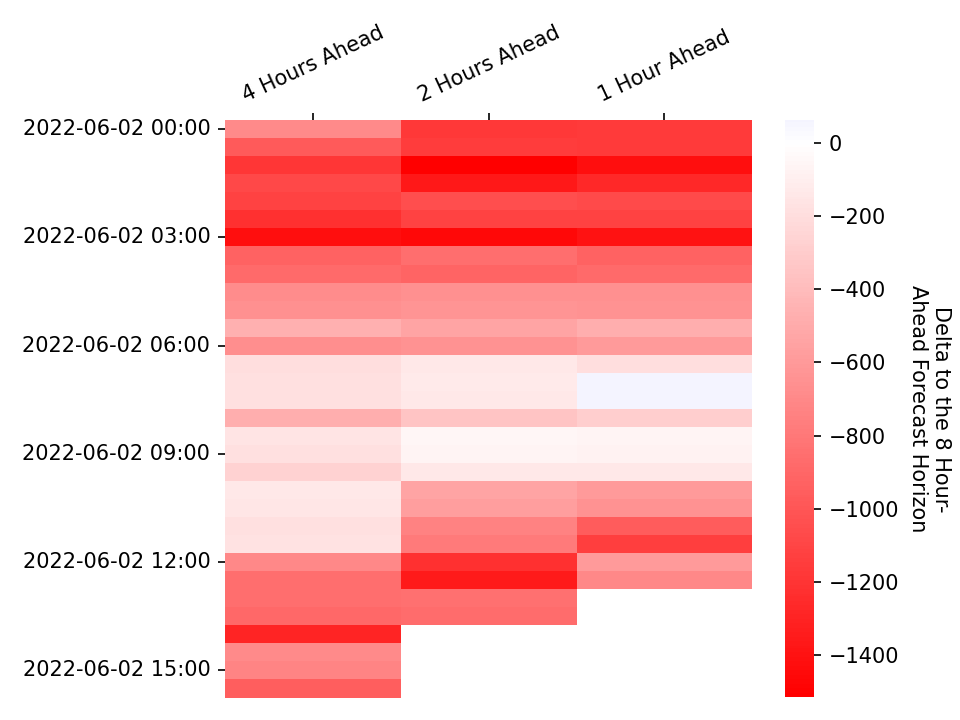 4 Hours Ahead
2 Hours Ahead
1 Hour Ahead
2022-06-02 00:00
2022-06-02 03:00
2022-06-02 06:00
2022-06-02 09:00
2022-06-02 12:00
2022-06-02 15:00
0
−200
−400
−600
−800
−1000
−1200
−1400
Delta to the 8 Hour-
Ahead Forecast Horizon